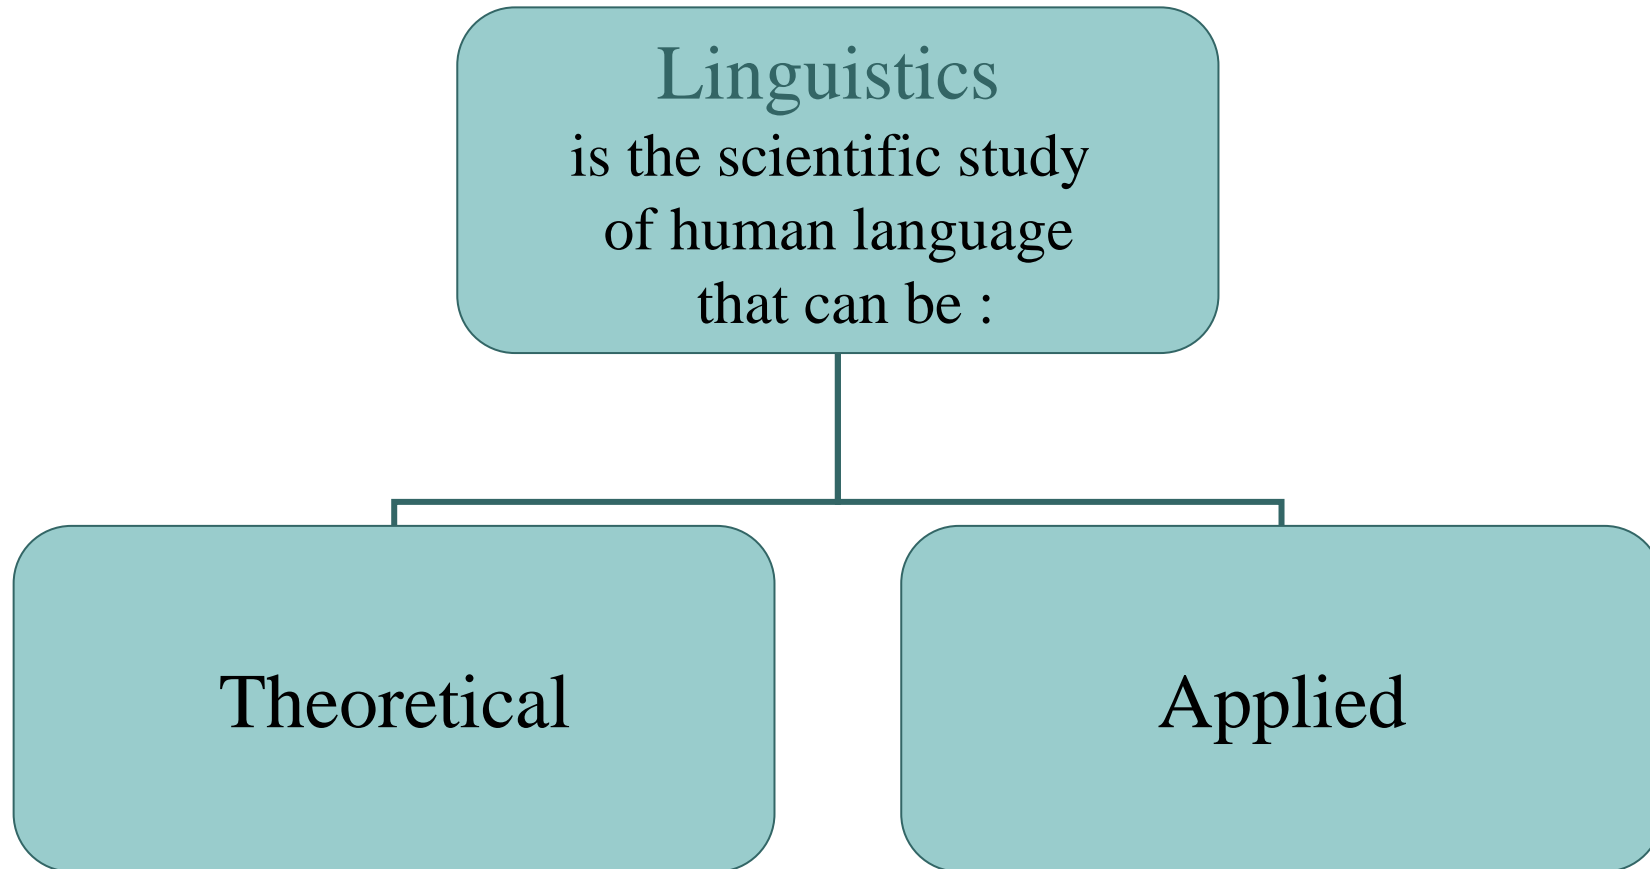 Linguistics
is the scientific study
of human language
that can be :
Theoretical
Applied